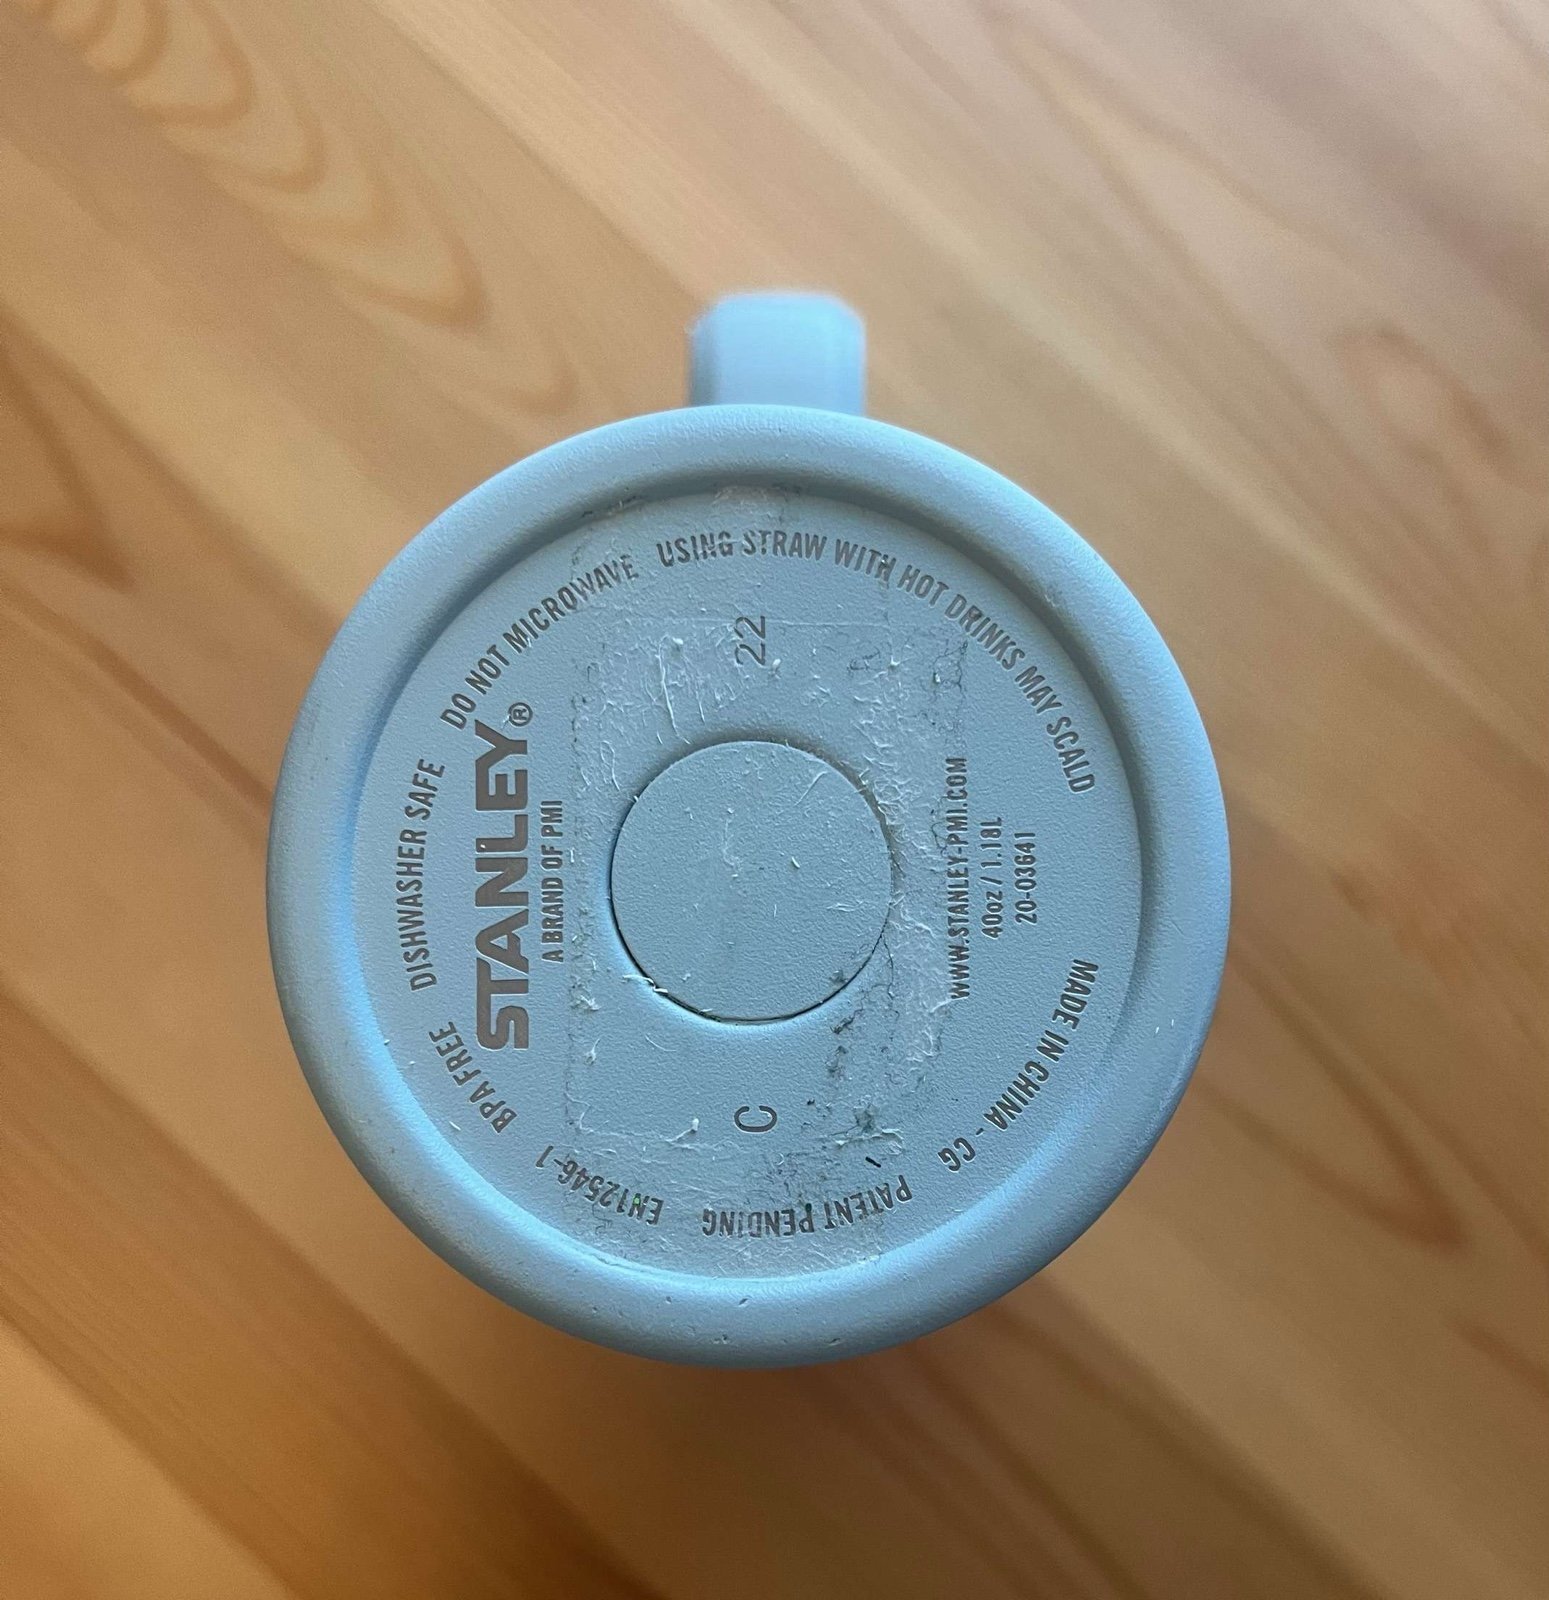 STANLEY®
A BRAND OF PMI
WWW.STANLEY-PMI.COM
40oz / 1.18L
20-03641
BPA FREE
DISHWASHER SAFE
DO NOT MICROWAVE
USING STRAW WITH HOT DRINKS MAY SCALD
MADE IN CHINA - CG
PATENT PENDING
EN12546-1
22
C